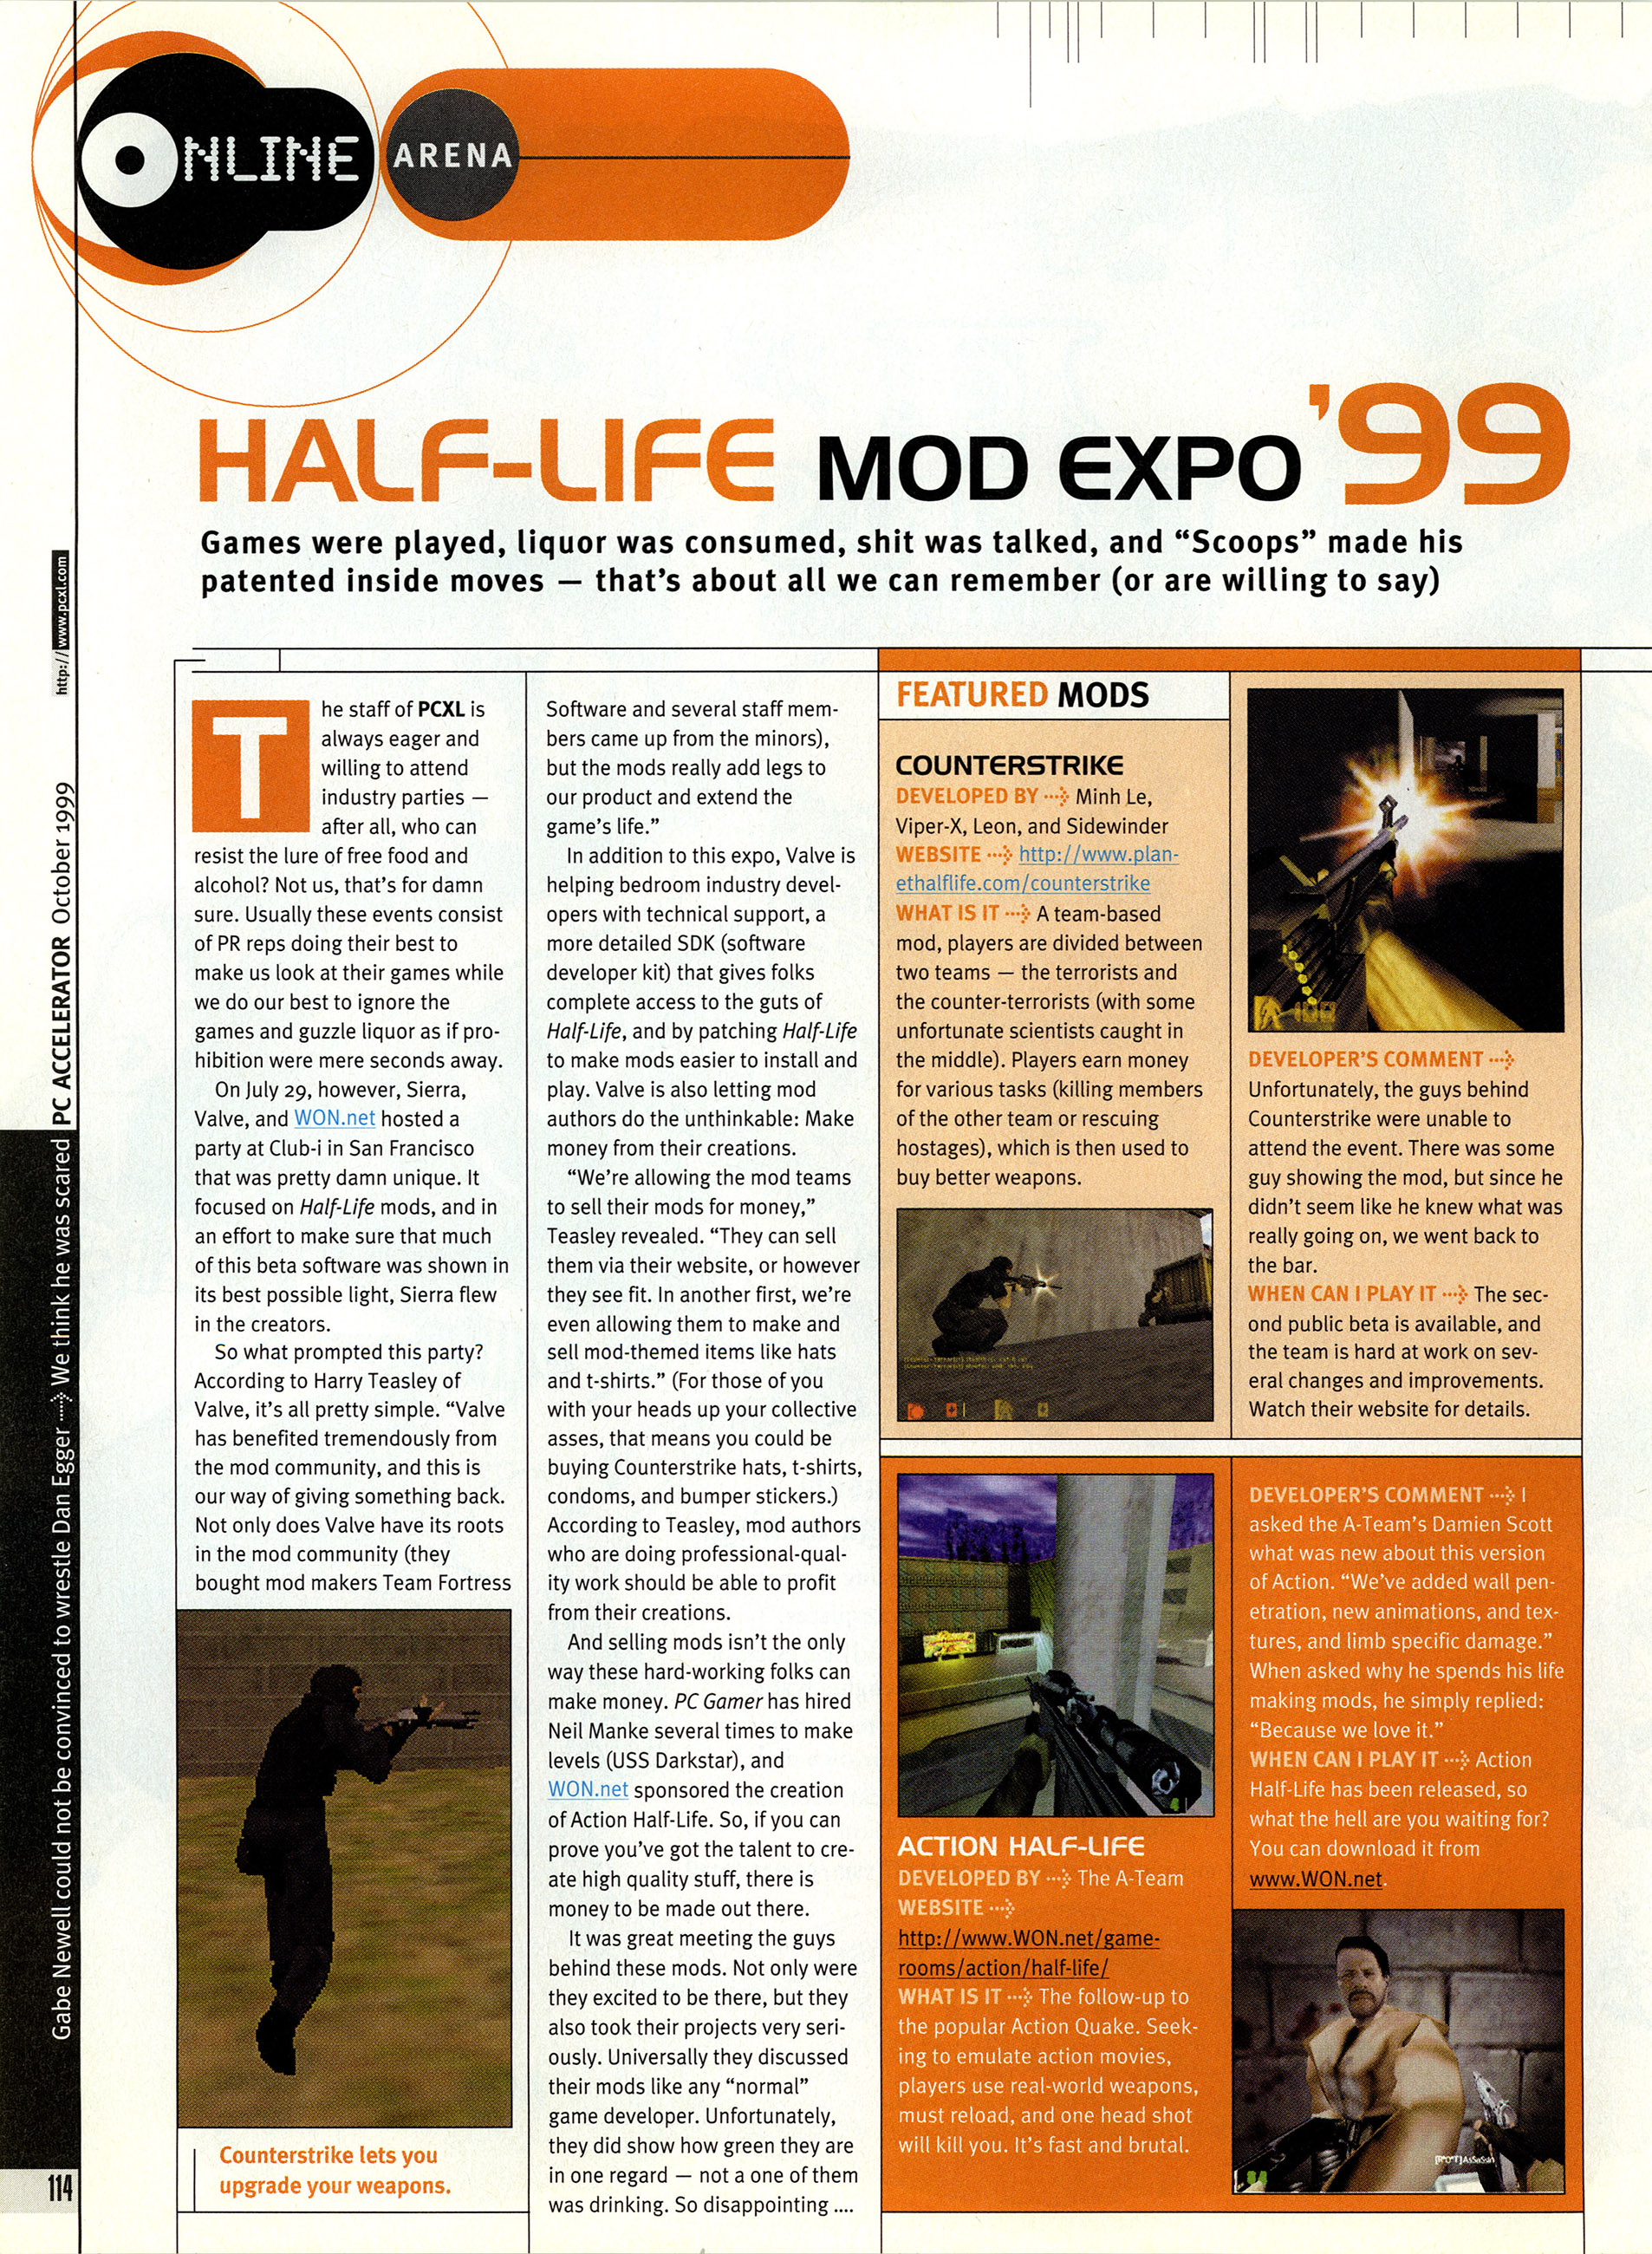 ONLINE ARENA
HALF-LIFE MOD EXPO '99
Games were played, liquor was consumed, shit was talked, and “Scoops” made his
patented inside moves — that’s about all we can remember (or are willing to say)
The staff of PCXL is
always eager and
willing to attend
industry parties —
after all, who can
resist the lure of free food and
alcohol? Not us, that’s for damn
sure. Usually these events consist
of PR reps doing their best to
make us look at their games while
we do our best to ignore the
games and guzzle liquor as if pro-
hibition were mere seconds away.
On July 29, however, Sierra,
Valve, and WON.net hosted a
party at Club-i in San Francisco
that was pretty damn unique. It
focused on Half-Life mods, and in
an effort to make sure that much
of this beta software was shown in
its best possible light, Sierra flew
in the creators.
So what prompted this party?
According to Harry Teasley of
Valve, it’s all pretty simple. “Valve
has benefited tremendously from
the mod community, and this is
our way of giving something back.
Not only does Valve have its roots
in the mod community (they
bought mod makers Team Fortress
Counterstrike lets you
upgrade your weapons.
Software and several staff mem-
bers came up from the minors),
but the mods really add legs to
our product and extend the
game’s life.”
In addition to this expo, Valve is
helping bedroom industry devel-
opers with technical support, a
more detailed SDK (software
developer kit) that gives folks
complete access to the guts of
Half-Life, and by patching Half-Life
to make mods easier to install and
play. Valve is also letting mod
authors do the unthinkable: Make
money from their creations.
“We’re allowing the mod teams
to sell their mods for money,”
Teasley revealed. “They can sell
them via their website, or however
they see fit. In another first, we’re
even allowing them to make and
sell mod-themed items like hats
and t-shirts.” (For those of you
with your heads up your collective
asses, that means you could be
buying Counterstrike hats, t-shirts,
condoms, and bumper stickers.)
According to Teasley, mod authors
who are doing professional-qual-
ity work should be able to profit
from their creations.
And selling mods isn’t the only
way these hard-working folks can
make money. PC Gamer has hired
Neil Manke several times to make
levels (USS Darkstar), and
WON.net sponsored the creation
of Action Half-Life. So, if you can
prove you’ve got the talent to cre-
ate high quality stuff, there is
money to be made out there.
It was great meeting the guys
behind these mods. Not only were
they excited to be there, but they
also took their projects very seri-
ously. Universally they discussed
their mods like any “normal”
game developer. Unfortunately,
they did show how green they are
in one regard — not a one of them
was drinking. So disappointing ....
FEATURED MODS
COUNTERSTRIKE
DEVELOPED BY ····> Minh Le,
Viper-X, Leon, and Sidewinder
WEBSITE ····> http://www.plan-
ethalflife.com/counterstrike
WHAT IS IT ····> A team-based
mod, players are divided between
two teams — the terrorists and
the counter-terrorists (with some
unfortunate scientists caught in
the middle). Players earn money
for various tasks (killing members
of the other team or rescuing
hostages), which is then used to
buy better weapons.
DEVELOPER’S COMMENT ····>
Unfortunately, the guys behind
Counterstrike were unable to
attend the event. There was some
guy showing the mod, but since he
didn’t seem like he knew what was
really going on, we went back to
the bar.
WHEN CAN I PLAY IT ····> The sec-
ond public beta is available, and
the team is hard at work on sev-
eral changes and improvements.
Watch their website for details.
ACTION HALF-LIFE
DEVELOPED BY ····> The A-Team
WEBSITE ····>
http://www.WON.net/game-
rooms/action/half-life/
WHAT IS IT ····> The follow-up to
the popular Action Quake. Seek-
ing to emulate action movies,
players use real-world weapons,
must reload, and one head shot
will kill you. It’s fast and brutal.
DEVELOPER’S COMMENT ····> I
asked the A-Team’s Damien Scott
what was new about this version
of Action. “We’ve added wall pen-
etration, new animations, and tex-
tures, and limb specific damage.”
When asked why he spends his life
making mods, he simply replied:
“Because we love it.”
WHEN CAN I PLAY IT ····> Action
Half-Life has been released, so
what the hell are you waiting for?
You can download it from
www.WON.net.
Gabe Newell could not be convinced to wrestle Dan Egger ····> We think he was scared
PC ACCELERATOR October 1999
http://www.pcxl.com
114